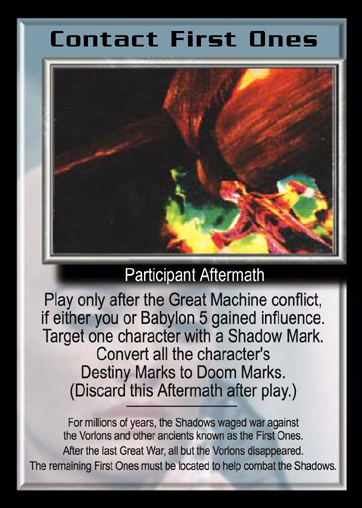 Contact First Ones
Participant Aftermath
Play only after the Great Machine conflict,
if either you or Babylon 5 gained influence.
Target one character with a Shadow Mark.
Convert all the character's
Destiny Marks to Doom Marks.
(Discard this Aftermath after play.)
For millions of years, the Shadows waged war against
the Vorlons and other ancients known as the First Ones.
After the last Great War, all but the Vorlons disappeared.
The remaining First Ones must be located to help combat the Shadows.